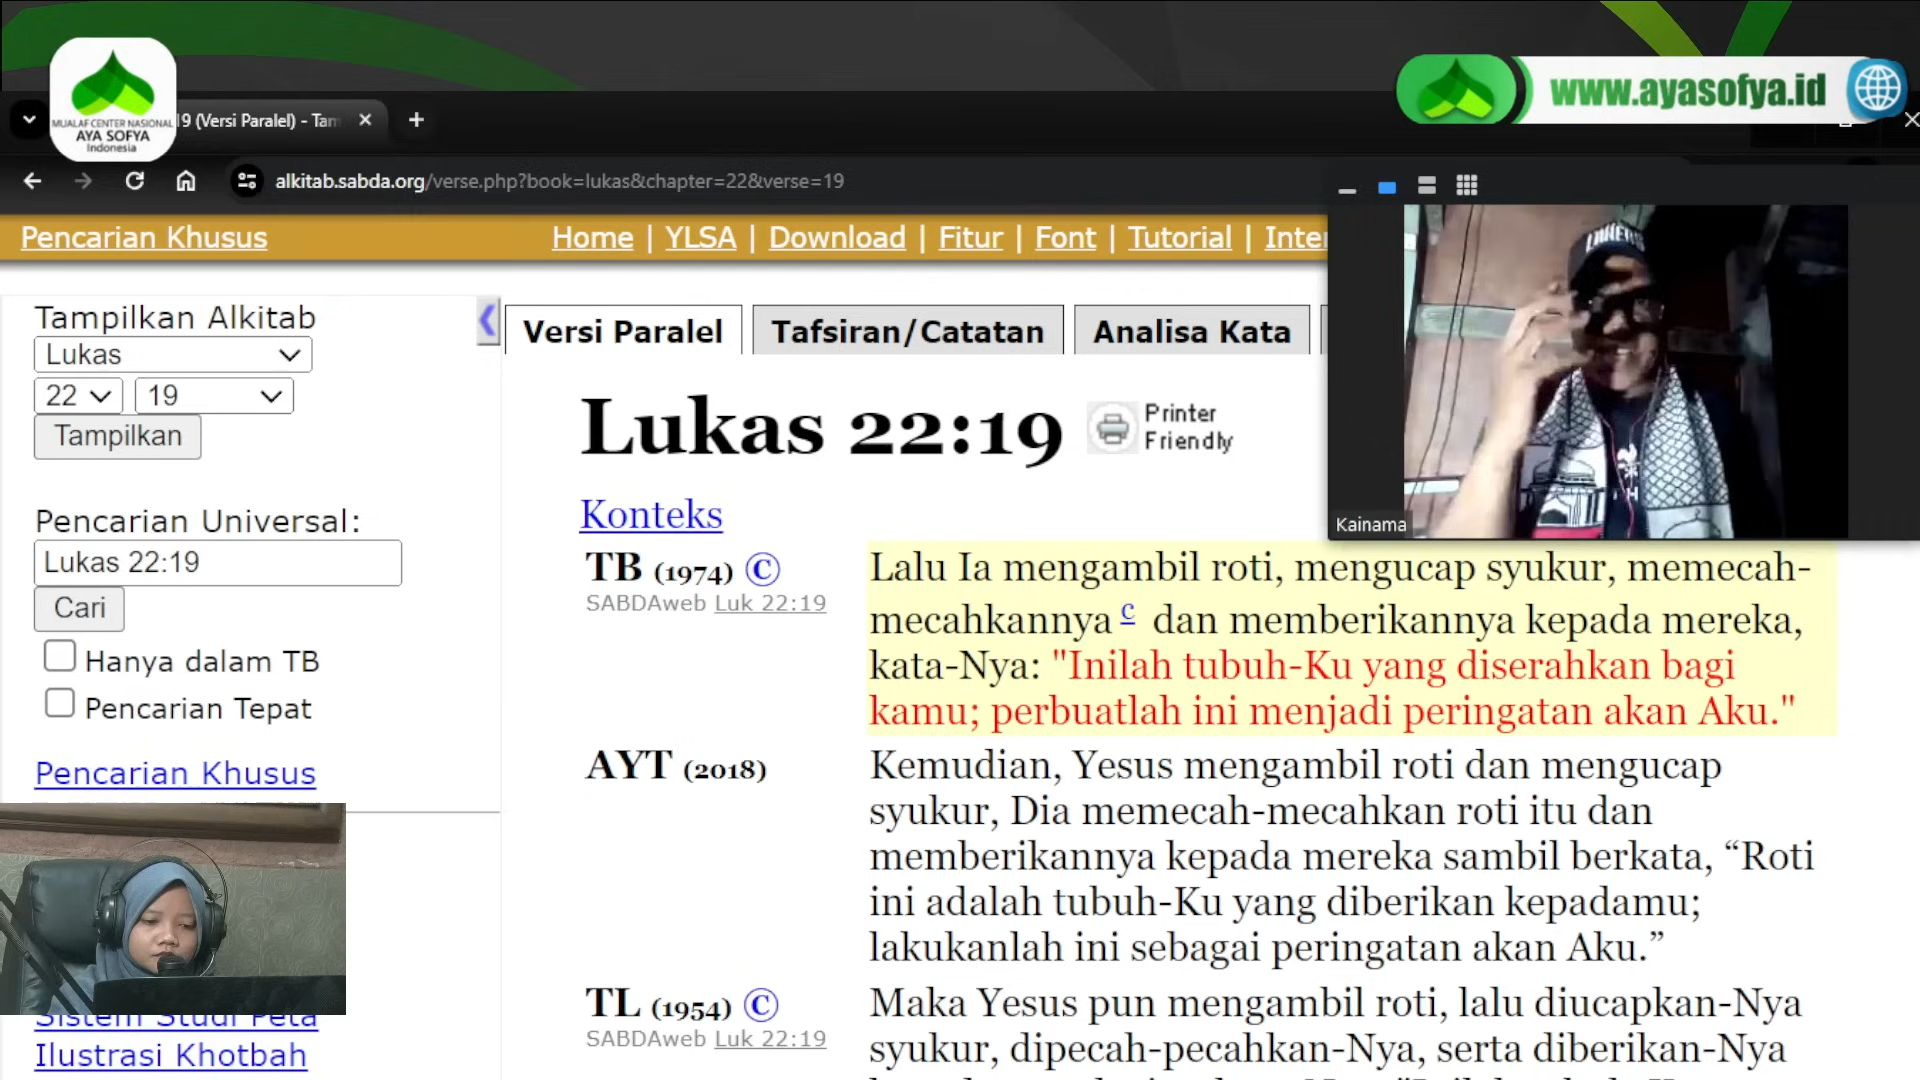 MUALAF CENTER NASIONAL
AYA SOFYA
Indonesia
www.ayasofya.id
19 (Versi Paralel) - Tam
alkitab.sabda.org/verse.php?book=lukas&chapter=22&verse=19
Pencarian Khusus
Home | YLSA | Download | Fitur | Font | Tutorial | Inter
Tampilkan Alkitab
Lukas
22 19
Tampilkan
Pencarian Universal:
Lukas 22:19
Cari
Hanya dalam TB
Pencarian Tepat
Pencarian Khusus
Sistem Studi Peta
Ilustrasi Khotbah
Versi Paralel
Tafsiran/Catatan
Analisa Kata
Lukas 22:19
Printer
Friendly
Konteks
TB (1974) ©
SABDAweb Luk 22:19
Lalu Ia mengambil roti, mengucap syukur, memecah-
mecahkannya c dan memberikannya kepada mereka,
kata-Nya: "Inilah tubuh-Ku yang diserahkan bagi
kamu; perbuatlah ini menjadi peringatan akan Aku."
AYT (2018)
Kemudian, Yesus mengambil roti dan mengucap
syukur, Dia memecah-mecahkan roti itu dan
memberikannya kepada mereka sambil berkata, “Roti
ini adalah tubuh-Ku yang diberikan kepadamu;
lakukanlah ini sebagai peringatan akan Aku.”
TL (1954) ©
SABDAweb Luk 22:19
Maka Yesus pun mengambil roti, lalu diucapkan-Nya
syukur, dipecah-pecahkan-Nya, serta diberikan-Nya
LAKERS
Kainama